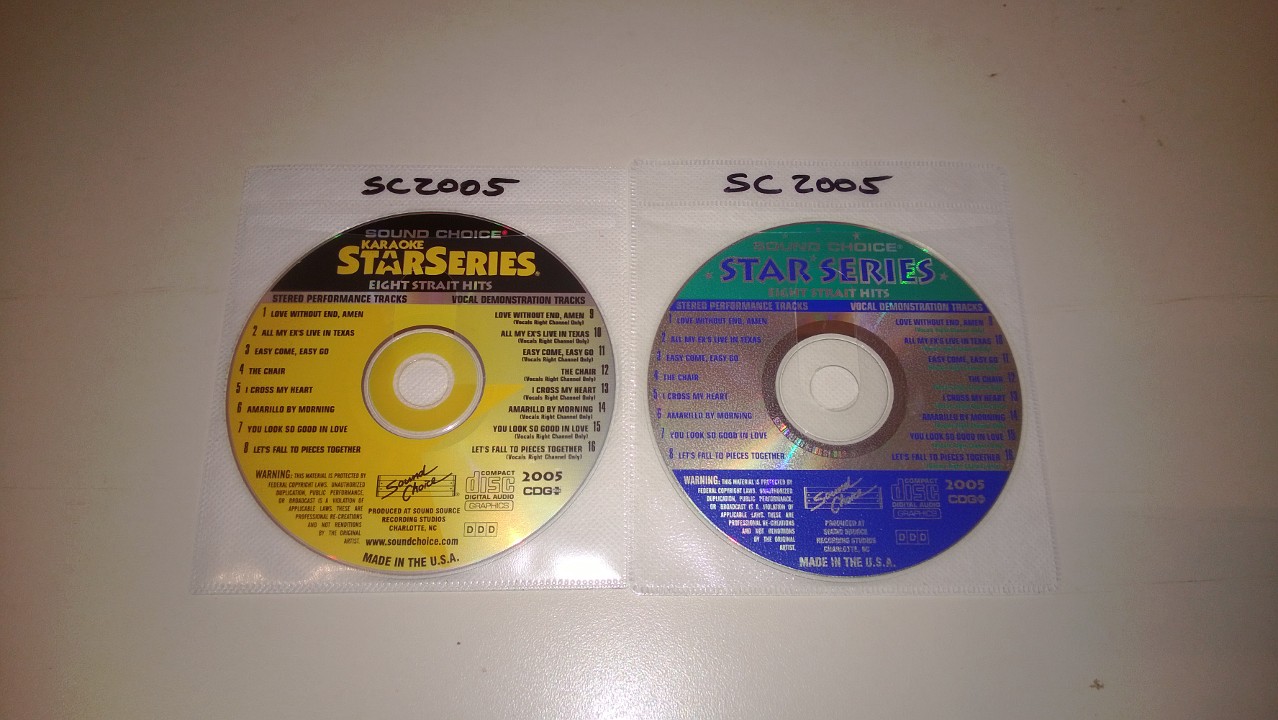 SC2005
SOUND CHOICE
KARAOKE
STARSERIES
EIGHT STRAIT HITS
STEREO PERFORMANCE TRACKS
1 LOVE WITHOUT END, AMEN
2 ALL MY EX'S LIVE IN TEXAS
3 EASY COME, EASY GO
4 THE CHAIR
5 I CROSS MY HEART
6 AMARILLO BY MORNING
7 YOU LOOK SO GOOD IN LOVE
8 LET'S FALL TO PIECES TOGETHER
VOCAL DEMONSTRATION TRACKS
LOVE WITHOUT END, AMEN 9
(Vocals Right Channel Only)
ALL MY EX'S LIVE IN TEXAS 10
(Vocals Right Channel Only)
EASY COME, EASY GO 11
(Vocals Right Channel Only)
THE CHAIR 12
(Vocals Right Channel Only)
I CROSS MY HEART 13
(Vocals Right Channel Only)
AMARILLO BY MORNING 14
(Vocals Right Channel Only)
YOU LOOK SO GOOD IN LOVE 15
(Vocals Right Channel Only)
LET'S FALL TO PIECES TOGETHER 16
(Vocals Right Channel Only)
WARNING: THIS MATERIAL IS PROTECTED BY
FEDERAL COPYRIGHT LAWS. UNAUTHORIZED
DUPLICATION, PUBLIC PERFORMANCE,
OR BROADCAST IS A VIOLATION OF
APPLICABLE LAWS. THESE ARE
PROFESSIONAL RE-CREATIONS
AND NOT RENDITIONS
BY THE ORIGINAL
ARTIST.
Sound
Choice
PRODUCED AT SOUND SOURCE
RECORDING STUDIOS
CHARLOTTE, NC
www.soundchoice.com
MADE IN THE U.S.A.
COMPACT
disc
DIGITAL AUDIO
GRAPHICS
2005
CDG
DDD
SC 2005
SOUND CHOICE
STAR SERIES
EIGHT STRAIT HITS
STEREO PERFORMANCE TRACKS
1 LOVE WITHOUT END, AMEN
2 ALL MY EX'S LIVE IN TEXAS
3 EASY COME, EASY GO
4 THE CHAIR
5 I CROSS MY HEART
6 AMARILLO BY MORNING
7 YOU LOOK SO GOOD IN LOVE
8 LET'S FALL TO PIECES TOGETHER
VOCAL DEMONSTRATION TRACKS
LOVE WITHOUT END, AMEN 9
ALL MY EX'S LIVE IN TEXAS 10
EASY COME, EASY GO 11
THE CHAIR 12
I CROSS MY HEART 13
AMARILLO BY MORNING 14
YOU LOOK SO GOOD IN LOVE 15
LET'S FALL TO PIECES TOGETHER 16
WARNING: THIS MATERIAL IS PROTECTED BY
FEDERAL COPYRIGHT LAWS. UNAUTHORIZED
DUPLICATION, PUBLIC PERFORMANCE,
OR BROADCAST IS A VIOLATION OF
APPLICABLE LAWS. THESE ARE
PROFESSIONAL RE-CREATIONS
AND NOT RENDITIONS
BY THE ORIGINAL
ARTIST.
Sound
Choice
PRODUCED AT
SOUND SOURCE
RECORDING STUDIOS
CHARLOTTE, NC
MADE IN THE U.S.A.
COMPACT
disc
DIGITAL AUDIO
GRAPHICS
2005
CDG
DDD